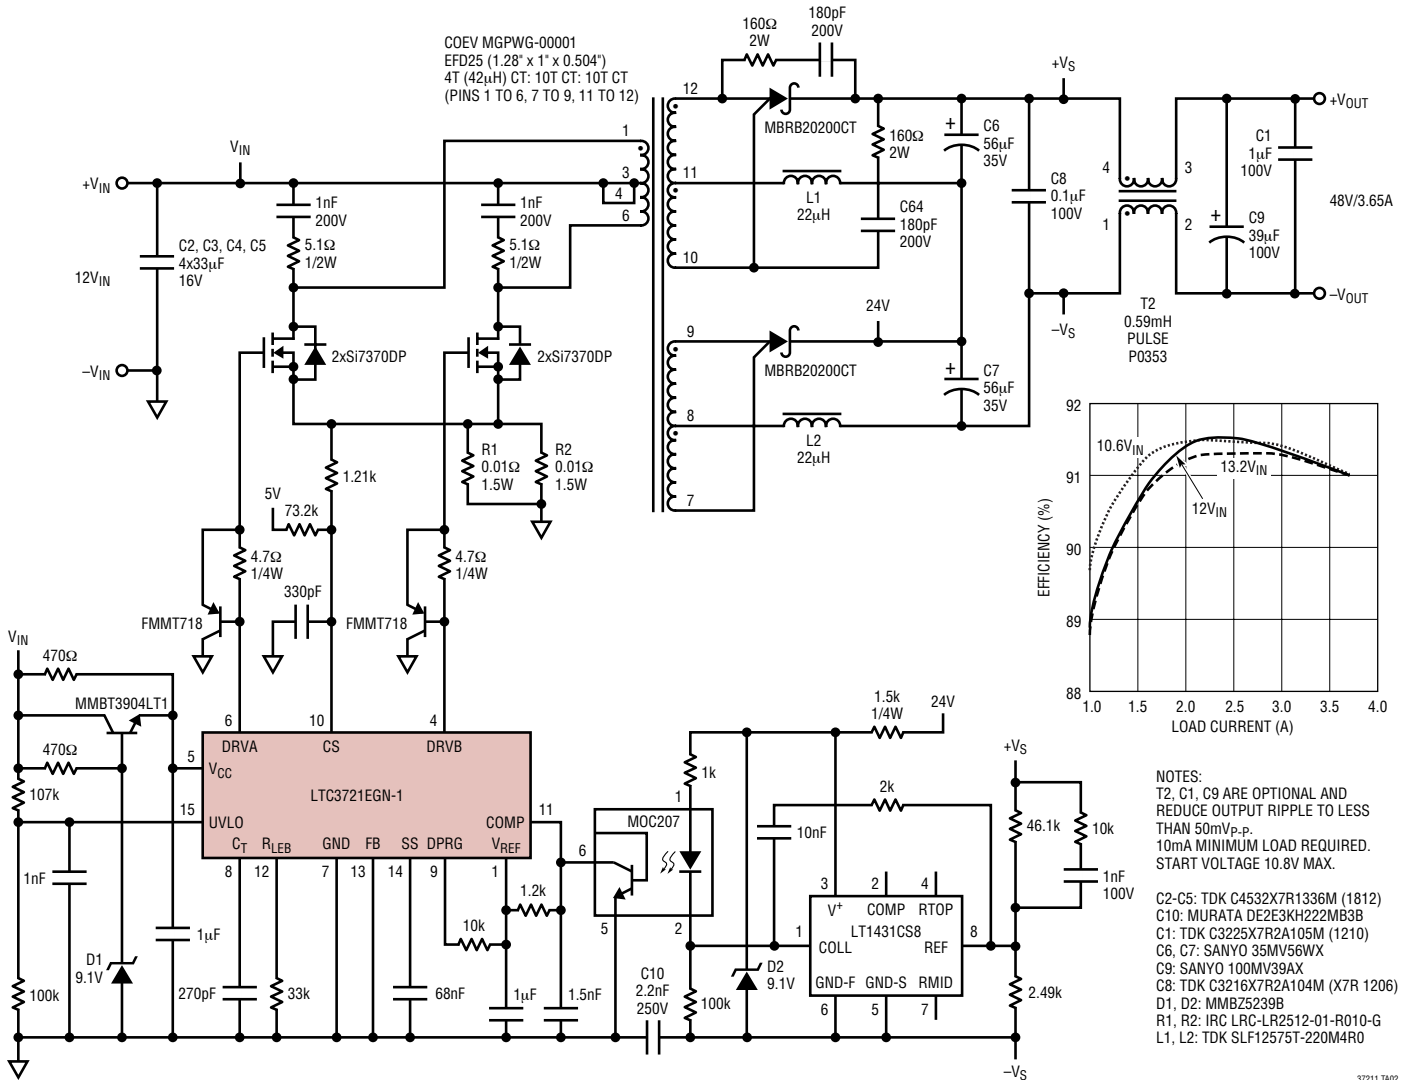 COEV MGPWG-00001
EFD25 (1.28" x 1" x 0.504")
4T (42µH) CT: 10T CT: 10T CT
(PINS 1 TO 6, 7 TO 9, 11 TO 12)
160Ω
2W
180pF
200V
+VS
12
MBRB20200CT
160Ω
2W
+
C6
56µF
35V
11
L1
22µH
C64
180pF
200V
10
C8
0.1µF
100V
4
3
1
2
T2
0.59mH
PULSE
P0353
+
C9
39µF
100V
C1
1µF
100V
+VOUT
48V/3.65A
–VOUT
–VS
1
3
4
6
VIN
+VIN
1nF
200V
1nF
200V
5.1Ω
1/2W
5.1Ω
1/2W
C2, C3, C4, C5
4x33µF
16V
12VIN
–VIN
2xSi7370DP
2xSi7370DP
9
24V
MBRB20200CT
+
C7
56µF
35V
8
L2
22µH
7
R1
0.01Ω
1.5W
R2
0.01Ω
1.5W
1.21k
5V
73.2k
4.7Ω
1/4W
4.7Ω
1/4W
330pF
FMMT718
FMMT718
92
91
90
89
88
EFFICIENCY (%)
10.6VIN
13.2VIN
12VIN
1.0
1.5
2.0
2.5
3.0
3.5
4.0
LOAD CURRENT (A)
VIN
470Ω
MMBT3904LT1
470Ω
107k
6
10
4
DRVA
CS
DRVB
5
VCC
LTC3721EGN-1
15
UVLO
COMP
11
CT
RLEB
GND
FB
SS
DPRG
VREF
8
12
7
13
14
9
1
1nF
D1
9.1V
1µF
100k
270pF
33k
68nF
10k
1.2k
1µF
1.5nF
MOC207
6
5
1
2
1k
10nF
2k
1.5k
1/4W
24V
C10
2.2nF
250V
100k
D2
9.1V
3
2
4
V+
COMP
RTOP
1
COLL
LT1431CS8
REF
8
GND-F
GND-S
RMID
6
5
7
+VS
46.1k
10k
1nF
100V
2.49k
–VS
NOTES:
T2, C1, C9 ARE OPTIONAL AND
REDUCE OUTPUT RIPPLE TO LESS
THAN 50mVP-P.
10mA MINIMUM LOAD REQUIRED.
START VOLTAGE 10.8V MAX.
C2-C5: TDK C4532X7R1336M (1812)
C10: MURATA DE2E3KH222MB3B
C1: TDK C3225X7R2A105M (1210)
C6, C7: SANYO 35MV56WX
C9: SANYO 100MV39AX
C8: TDK C3216X7R2A104M (X7R 1206)
D1, D2: MMBZ5239B
R1, R2: IRC LRC-LR2512-01-R010-G
L1, L2: TDK SLF12575T-220M4R0
37211 TA02